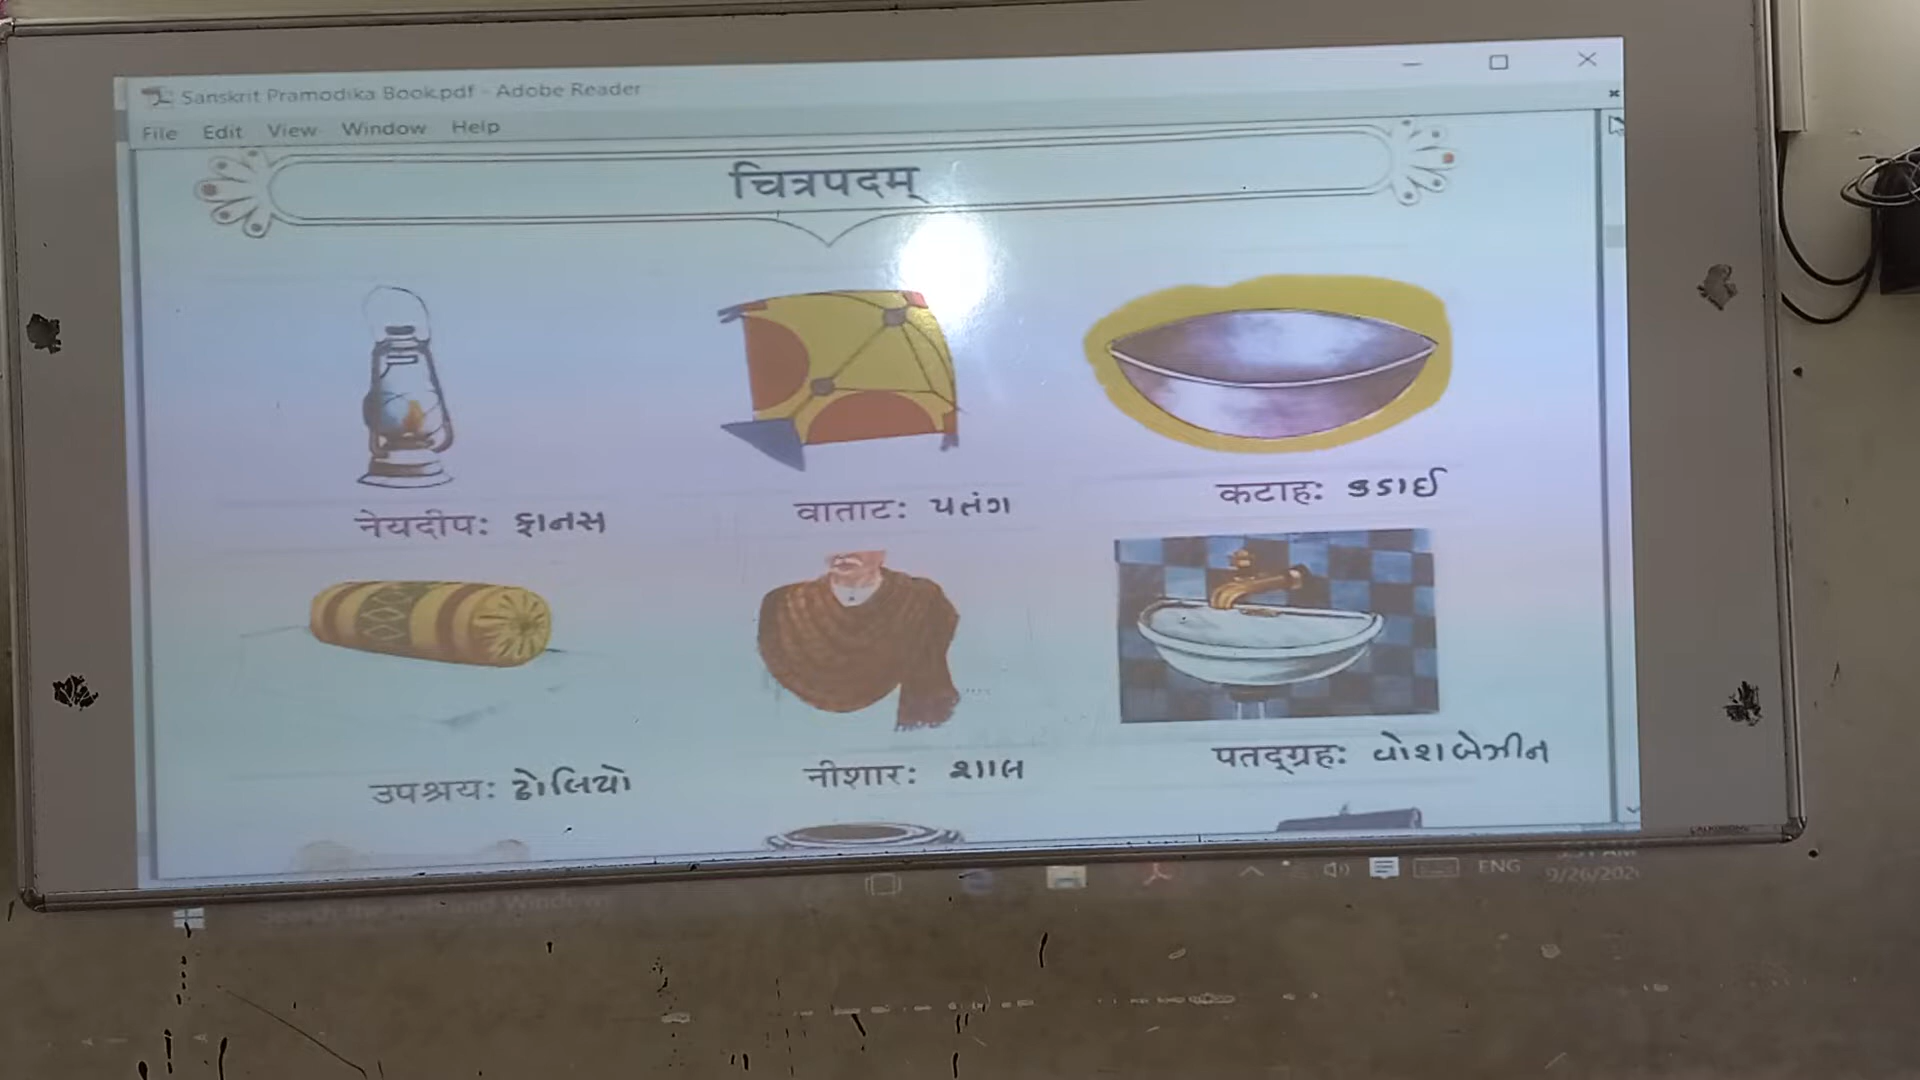 Sanskrit Pramodika Book.pdf - Adobe Reader
File Edit View Window Help
चित्रपदम्
नेयदीपः ફાનસ
वाताटः પતંગ
कटाहः કડાઈ
उपश्रयः ઢોલિયો
नीशारः શાલ
पतद्ग्रहः વોશબેઝીન
ENG